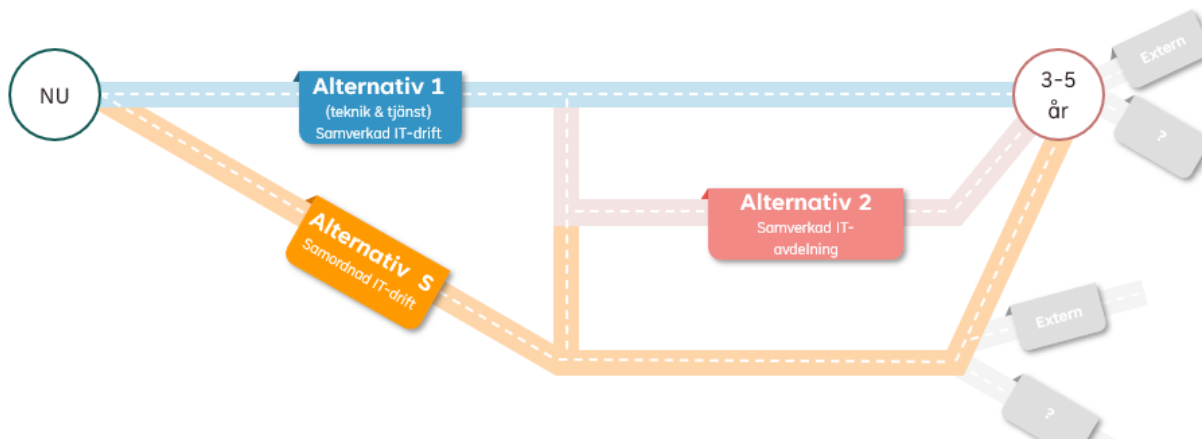 NU
Alternativ 1
(teknik & tjänst)
Samverkad IT-drift
3-5
år
Extern
?
Alternativ 2
Samverkad IT-
avdelning
Alternativ S
Samordnad IT-drift
Extern
?